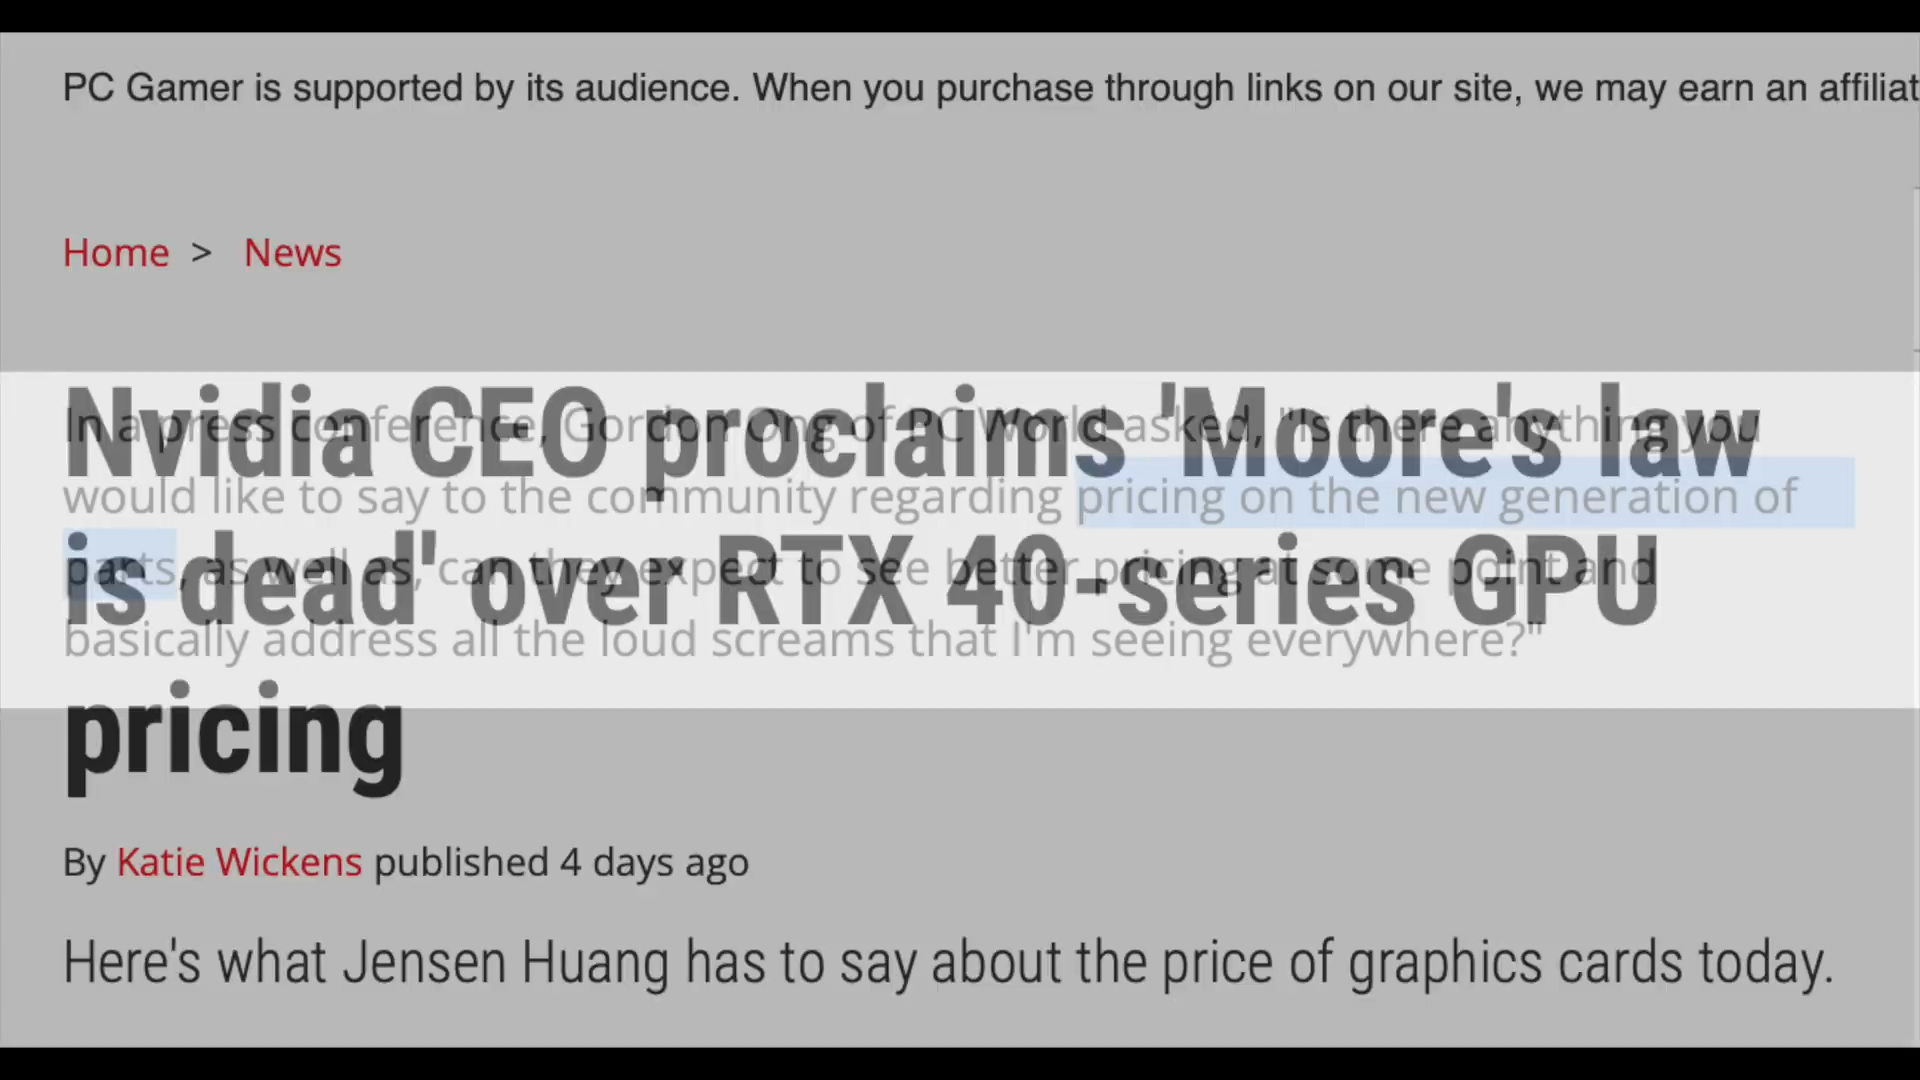 PC Gamer is supported by its audience. When you purchase through links on our site, we may earn an affiliat
Home > News
Nvidia CEO proclaims 'Moore's law
is dead' over RTX 40-series GPU
pricing
In a press conference, Gordon Ung of PC World asked, "Is there anything you
would like to say to the community regarding pricing on the new generation of
parts, as well as, can they expect to see better pricing at some point and
basically address all the loud screams that I'm seeing everywhere?"
By Katie Wickens published 4 days ago
Here's what Jensen Huang has to say about the price of graphics cards today.